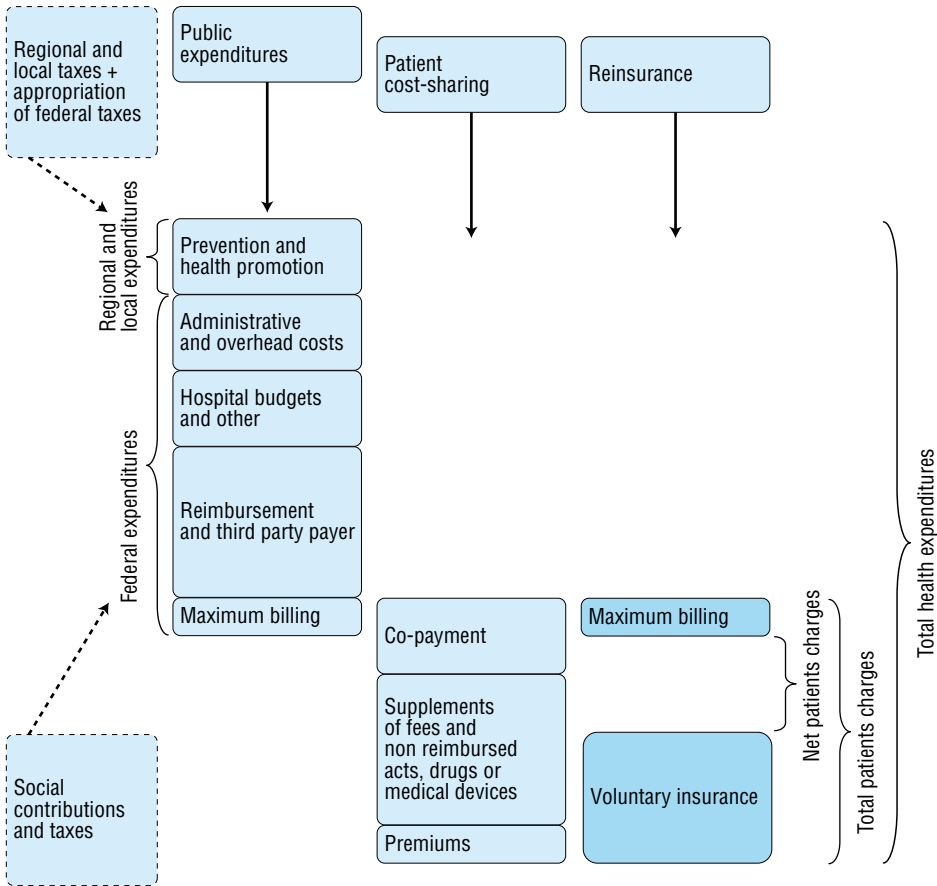 Regional and
local taxes +
appropriation
of federal taxes
Public
expenditures
Patient
cost-sharing
Reinsurance
Regional and
local expenditures
Prevention and
health promotion
Administrative
and overhead costs
Hospital budgets
and other
Federal expenditures
Reimbursement
and third party payer
Maximum billing
Co-payment
Supplements
of fees and
non reimbursed
acts, drugs or
medical devices
Premiums
Maximum billing
Voluntary insurance
Net patients charges
Total patients charges
Total health expenditures
Social
contributions
and taxes